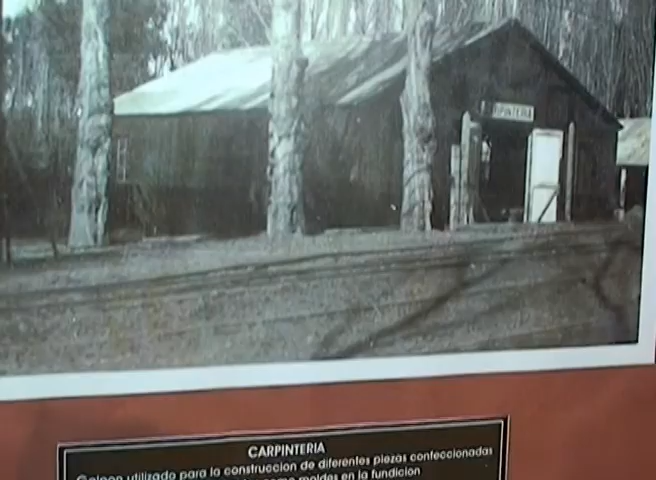 CARPINTERIA
CARPINTERIA
Galpon utilizado para la construccion de diferentes piezas confeccionadas
como moldes en la fundicion